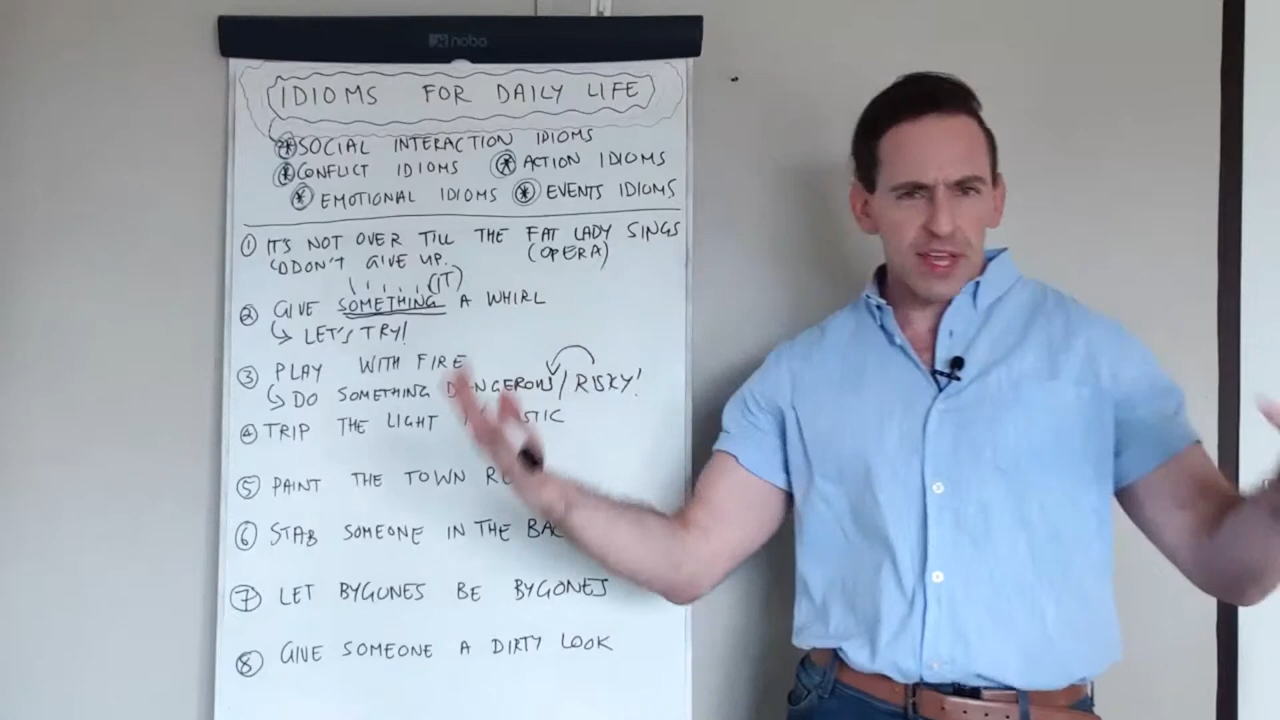 nobo
IDIOMS FOR DAILY LIFE
* SOCIAL INTERACTION IDIOMS
* CONFLICT IDIOMS * ACTION IDIOMS
* EMOTIONAL IDIOMS * EVENTS IDIOMS
① IT'S NOT OVER TILL THE FAT LADY SINGS
↳ DON'T GIVE UP. (OPERA)
(IT)
② GIVE SOMETHING A WHIRL
↳ LET'S TRY!
③ PLAY WITH FIRE
↳ DO SOMETHING DANGEROUS / RISKY!
④ TRIP THE LIGHT
⑤ PAINT THE TOWN
⑥ STAB SOMEONE IN THE
⑦ LET BYGONES BE BYGONES
⑧ GIVE SOMEONE A DIRTY LOOK